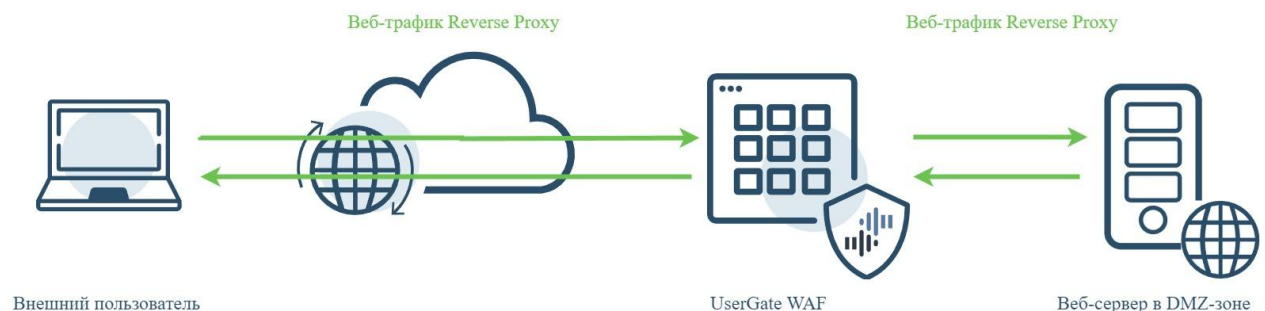 Веб-трафик Reverse Proxy
Веб-трафик Reverse Proxy
Внешний пользователь
UserGate WAF
Веб-сервер в DMZ-зоне